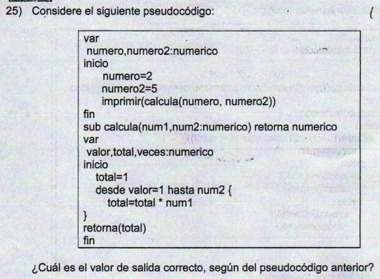 25) Considere el siguiente pseudocódigo:
var
numero,numero2:numerico
inicio
numero=2
numero2=5
imprimir(calcula(numero, numero2))
fin
sub calcula(num1,num2:numerico) retorna numerico
var
valor,total,veces:numerico
inicio
total=1
desde valor=1 hasta num2 {
total=total * num1
}
retorna(total)
fin
¿Cuál es el valor de salida correcto, según del pseudocódigo anterior?